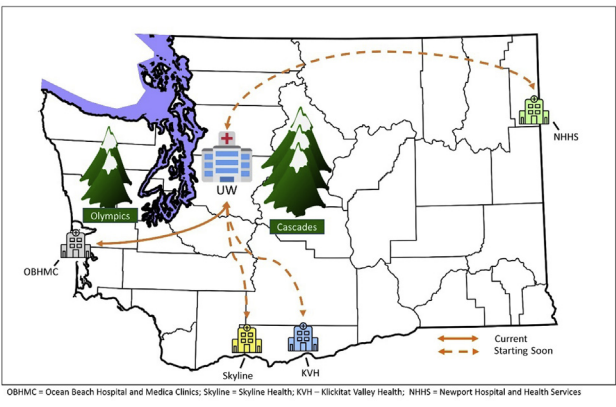 NHHS
UW
Olympics
Cascades
OBHMC
Current
Starting Soon
Skyline
KVH
OBHMC = Ocean Beach Hospital and Medica Clinics; Skyline = Skyline Health; KVH – Klickitat Valley Health; NHHS = Newport Hospital and Health Services